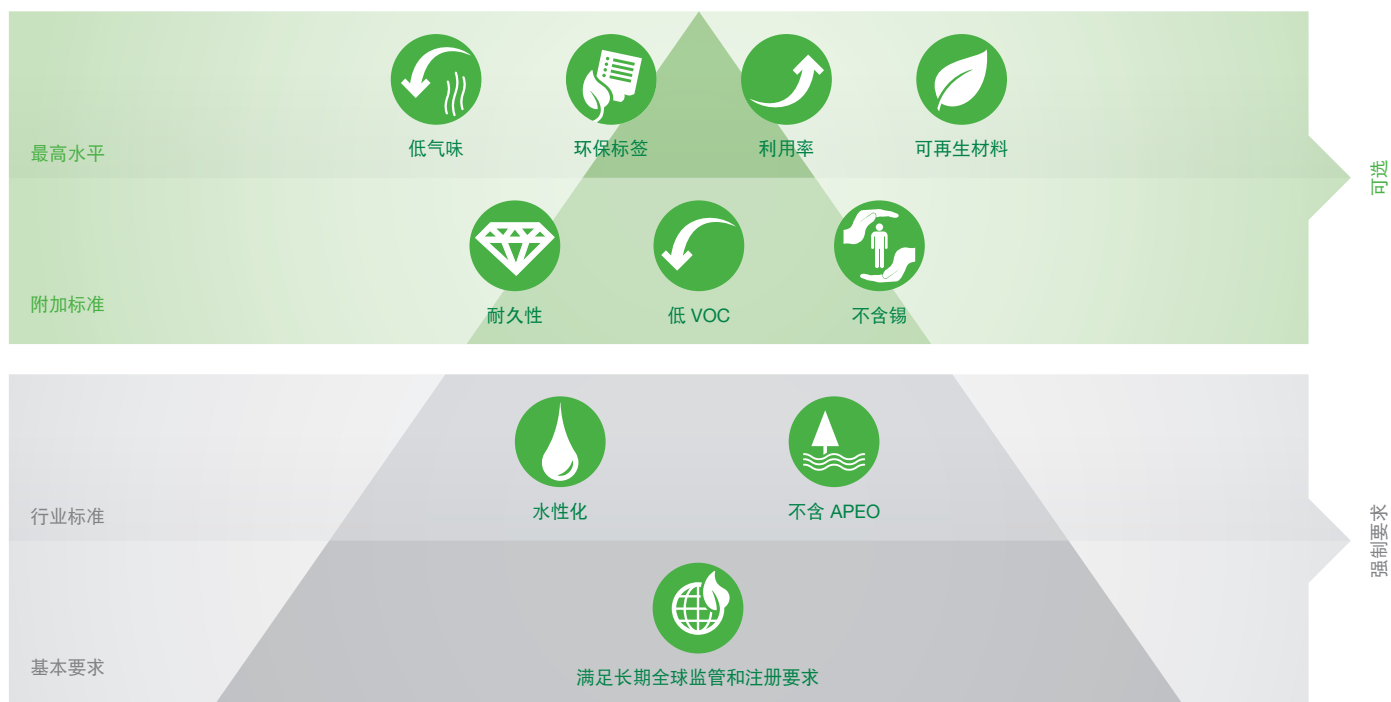 低气味
环保标签
利用率
可再生材料
最高水平
可选
耐久性
低 VOC
不含锡
附加标准
水性化
不含 APEO
行业标准
强制要求
满足长期全球监管和注册要求
基本要求